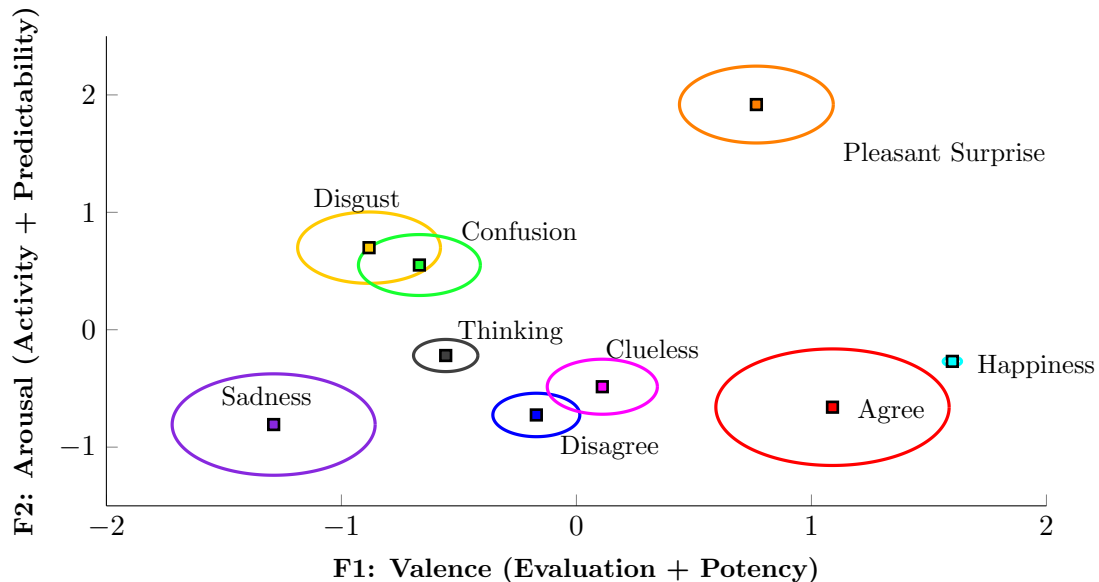 F2: Arousal (Activity + Predictability)
2
1
0
−1
Pleasant Surprise
Disgust
Confusion
Thinking
Clueless
Happiness
Sadness
Agree
Disagree
−2
−1
0
1
2
F1: Valence (Evaluation + Potency)